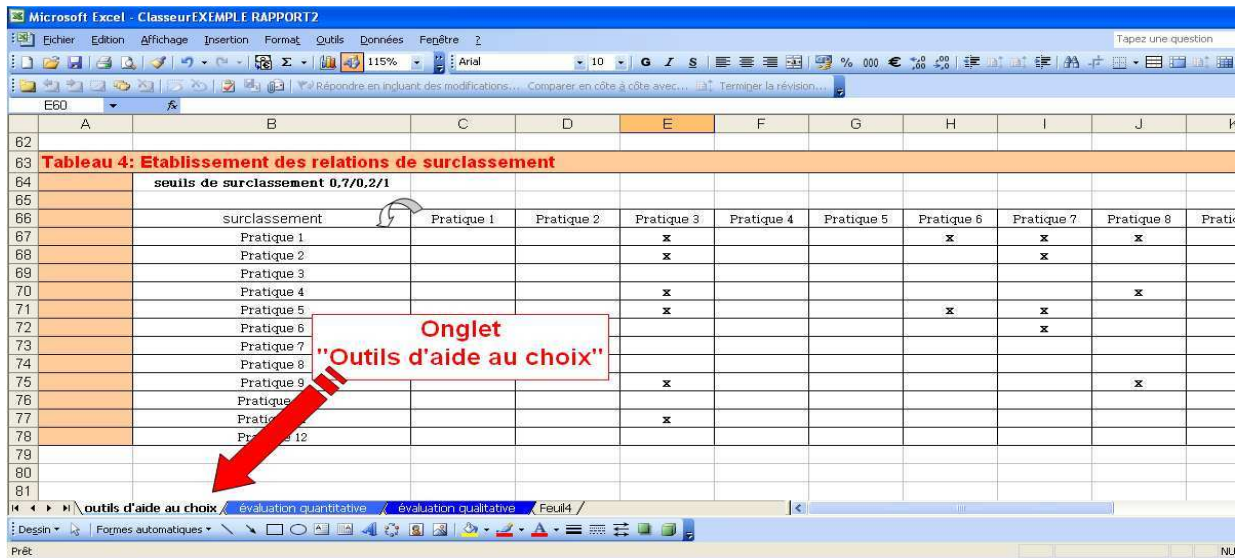 Microsoft Excel - ClasseurEXEMPLE RAPPORT2
Fichier Edition Affichage Insertion Format Outils Données Fenêtre ? Tapez une question
115% Arial 10 G I S % 000 €
Répondre en incluant des modifications... Comparer en côte à côte avec... Terminer la révision...
E60 fx
A B C D E F G H I J K
62
63 Tableau 4: Etablissement des relations de surclassement
64 seuils de surclassement 0,7/0,2/1
65
66 surclassement Pratique 1 Pratique 2 Pratique 3 Pratique 4 Pratique 5 Pratique 6 Pratique 7 Pratique 8
67 Pratique 1 x x x x
68 Pratique 2 x x
69 Pratique 3
70 Pratique 4 x x
71 Pratique 5 x x x
72 Pratique 6 x
73 Pratique 7
74 Pratique 8
75 Pratique 9 x x
76 Pratique
77 x
78 12
79
80
81
Onglet
"Outils d'aide au choix"
outils d'aide au choix / évaluation quantitative / évaluation qualitative / Feuil4 /
Dessin Formes automatiques
Prêt NU